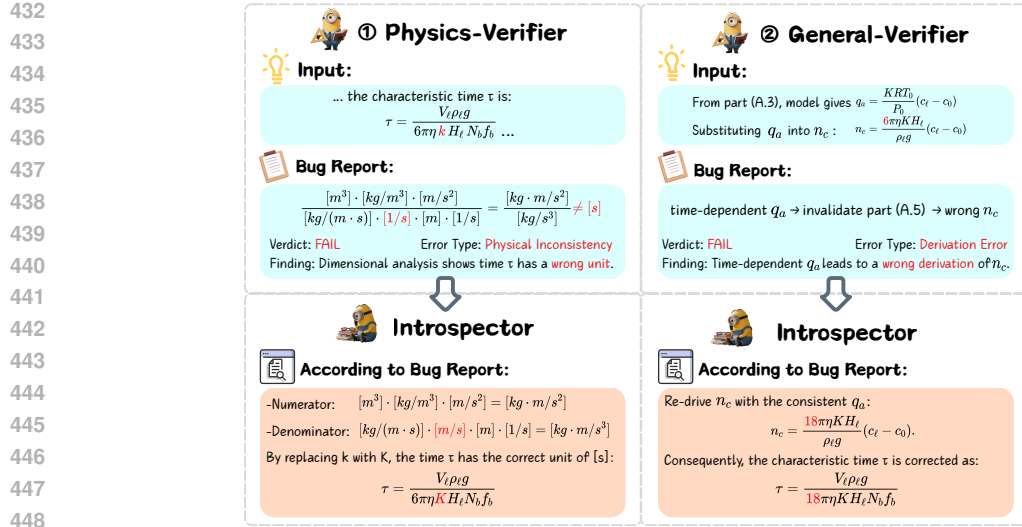 432
433
434
435
436
437
438
439
440
441
442
443
444
445
446
447
448
① Physics-Verifier
Input:
... the characteristic time τ is:
τ = V_ℓ ρ_ℓ g / 6πη k H_ℓ N_b f_b ...
Bug Report:
[m³] · [kg/m³] · [m/s²] / [kg/(m · s)] · [1/s] · [m] · [1/s] = [kg · m/s²] / [kg/s³] ≠ [s]
Verdict: FAIL Error Type: Physical Inconsistency
Finding: Dimensional analysis shows time τ has a wrong unit.
Introspector
According to Bug Report:
-Numerator: [m³] · [kg/m³] · [m/s²] = [kg · m/s²]
-Denominator: [kg/(m · s)] · [m/s] · [m] · [1/s] = [kg · m/s³]
By replacing k with K, the time τ has the correct unit of [s]:
τ = V_ℓ ρ_ℓ g / 6πηK H_ℓ N_b f_b
② General-Verifier
Input:
From part (A.3), model gives q_a = KRT₀ / P₀ (c_ℓ − c₀)
Substituting q_a into n_c : n_c = 6πηKH_ℓ / ρ_ℓ g (c_ℓ − c₀)
Bug Report:
time-dependent q_a → invalidate part (A.5) → wrong n_c
Verdict: FAIL Error Type: Derivation Error
Finding: Time-dependent q_a leads to a wrong derivation of n_c.
Introspector
According to Bug Report:
Re-drive n_c with the consistent q_a:
n_c = 18πηKH_ℓ / ρ_ℓ g (c_ℓ − c₀).
Consequently, the characteristic time τ is corrected as:
τ = V_ℓ ρ_ℓ g / 18πηKH_ℓ N_b f_b